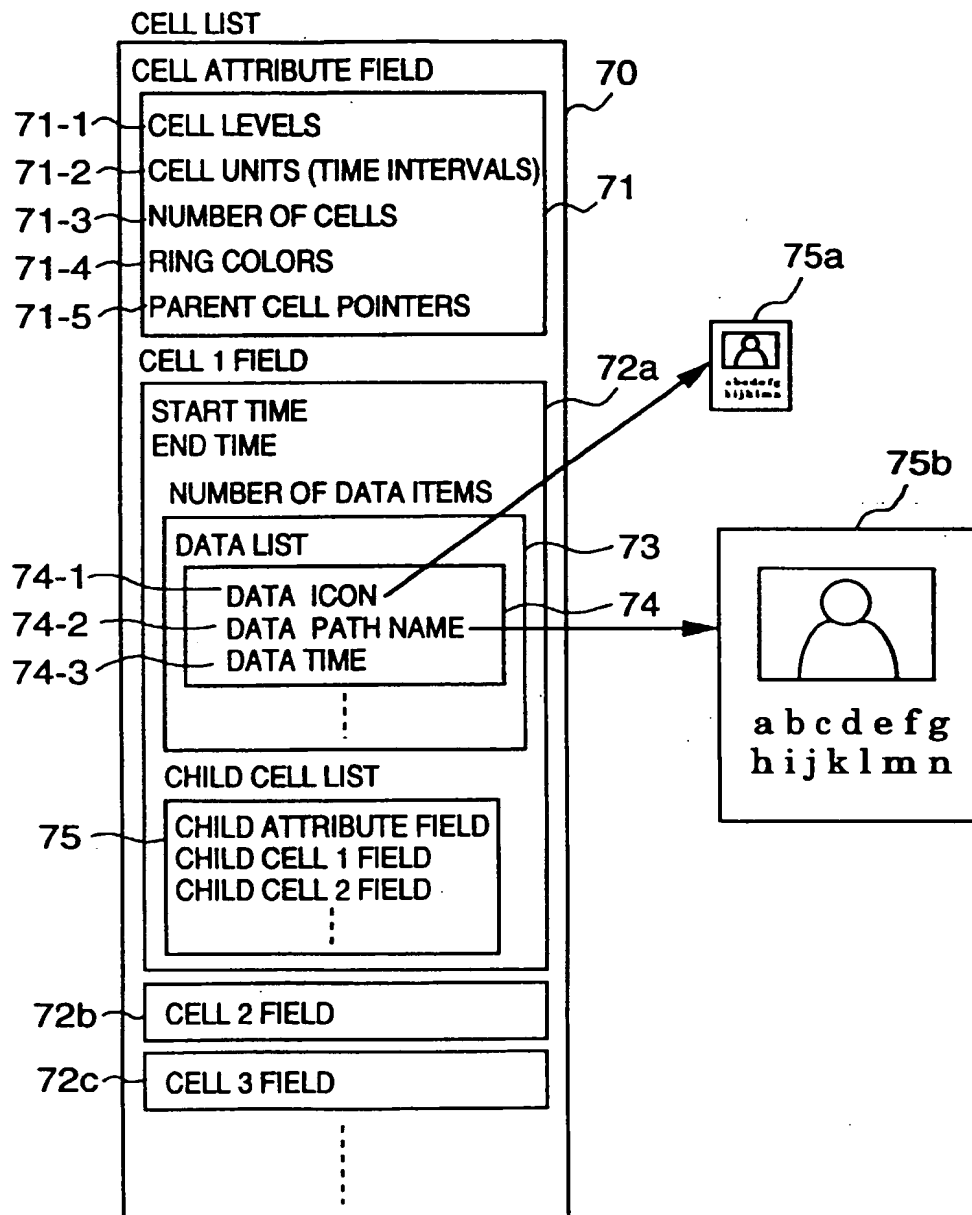 CELL LIST
CELL ATTRIBUTE FIELD
70
71-1
CELL LEVELS
71-2
CELL UNITS (TIME INTERVALS)
71
71-3
NUMBER OF CELLS
71-4
RING COLORS
71-5
PARENT CELL POINTERS
75a
abcdefg
hijklmn
CELL 1 FIELD
72a
START TIME
END TIME
NUMBER OF DATA ITEMS
DATA LIST
73
74-1
DATA ICON
74
74-2
DATA PATH NAME
74-3
DATA TIME
75b
a b c d e f g
h i j k l m n
CHILD CELL LIST
75
CHILD ATTRIBUTE FIELD
CHILD CELL 1 FIELD
CHILD CELL 2 FIELD
72b
CELL 2 FIELD
72c
CELL 3 FIELD